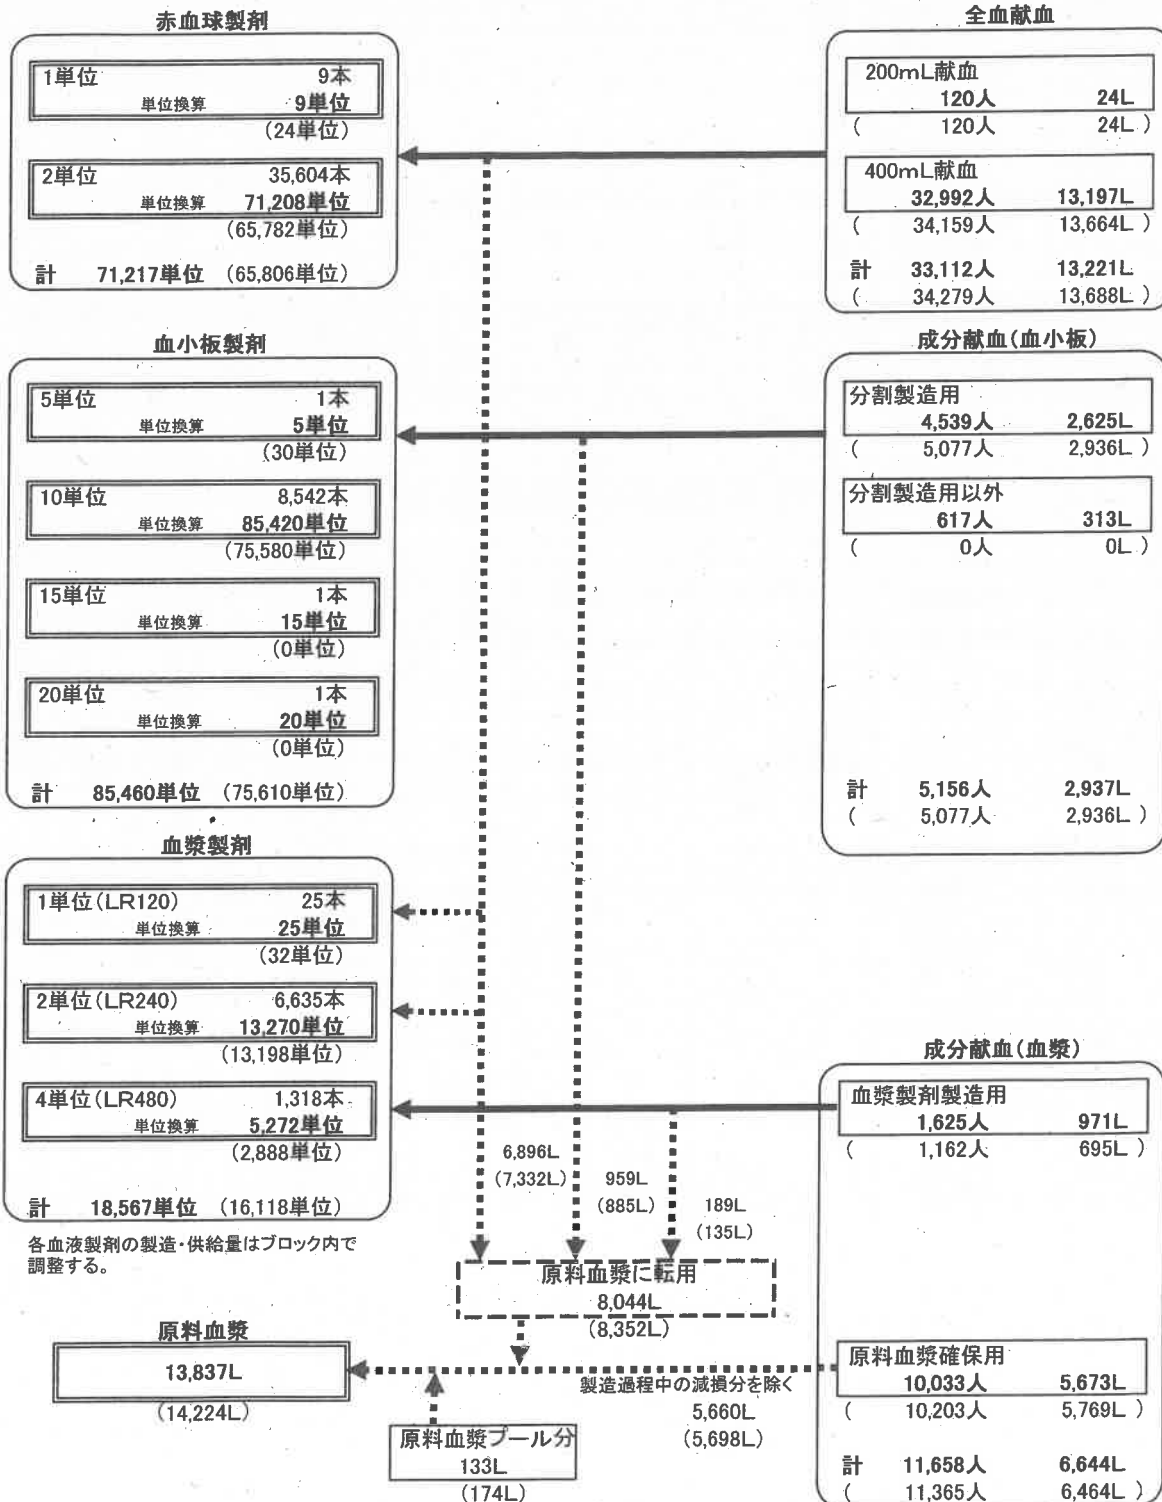 赤血球製剤
1単位 9本
単位換算 9単位
(24単位)
2単位 35,604本
単位換算 71,208単位
(65,782単位)
計 71,217単位 (65,806単位)
全血献血
200mL献血
120人 24L
( 120人 24L )
400mL献血
32,992人 13,197L
( 34,159人 13,664L )
計 33,112人 13,221L
( 34,279人 13,688L )
血小板製剤
5単位 1本
単位換算 5単位
(30単位)
10単位 8,542本
単位換算 85,420単位
(75,580単位)
15単位 1本
単位換算 15単位
(0単位)
20単位 1本
単位換算 20単位
(0単位)
計 85,460単位 (75,610単位)
成分献血(血小板)
分割製造用
4,539人 2,625L
( 5,077人 2,936L )
分割製造用以外
617人 313L
( 0人 0L )
計 5,156人 2,937L
( 5,077人 2,936L )
血漿製剤
1単位(LR120) 25本
単位換算 25単位
(32単位)
2単位(LR240) 6,635本
単位換算 13,270単位
(13,198単位)
4単位(LR480) 1,318本
単位換算 5,272単位
(2,888単位)
計 18,567単位 (16,118単位)
各血液製剤の製造・供給量はブロック内で
調整する。
成分献血(血漿)
血漿製剤製造用
1,625人 971L
( 1,162人 695L )
6,896L
(7,332L)
959L
(885L)
189L
(135L)
原料血漿に転用
8,044L
(8,352L)
原料血漿
13,837L
(14,224L)
製造過程中の減損分を除く
5,660L
(5,698L)
原料血漿プール分
133L
(174L)
原料血漿確保用
10,033人 5,673L
( 10,203人 5,769L )
計 11,658人 6,644L
( 11,365人 6,464L )